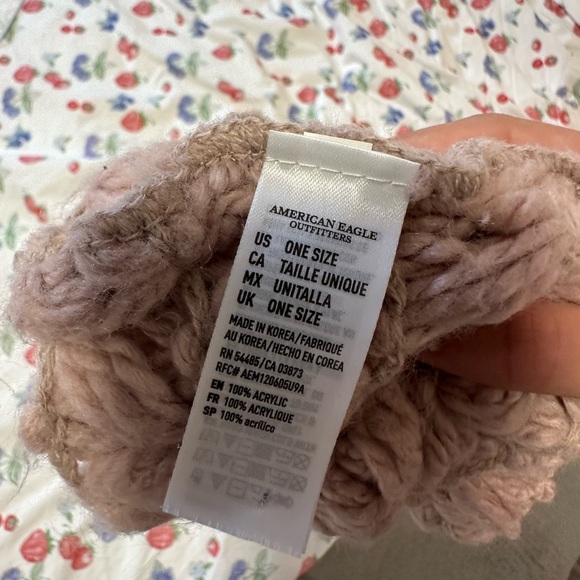 AMERICAN EAGLE
OUTFITTERS
US ONE SIZE
CA TAILLE UNIQUE
MX UNITALLA
UK ONE SIZE
MADE IN KOREA/FABRIQUÉ
AU KOREA/HECHO EN COREA
RN 54485/CA 03873
RFC# AEM120605U9A
EN 100% ACRYLIC
FR 100% ACRYLIQUE
SP 100% acrílico